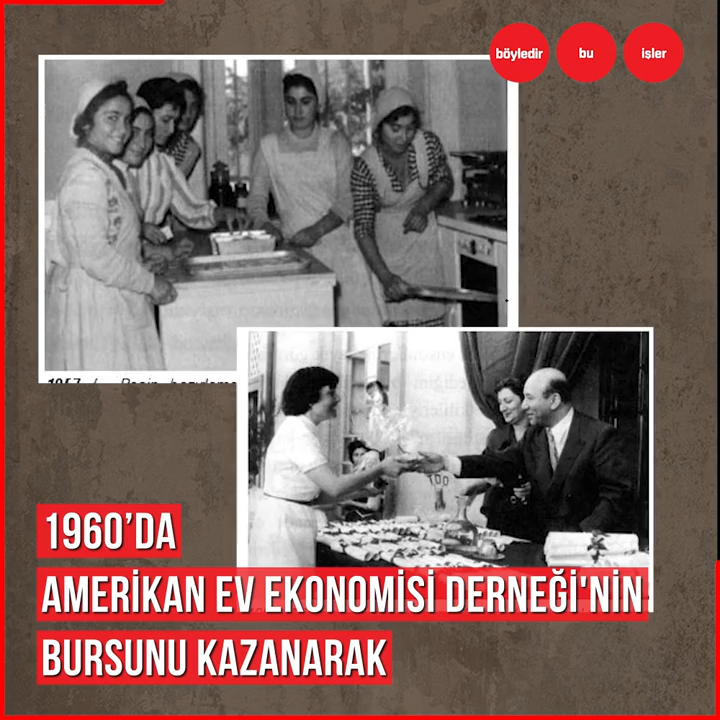 böyledir bu işler
1960'DA
AMERİKAN EV EKONOMİSİ DERNEĞİ'NİN
BURSUNU KAZANARAK